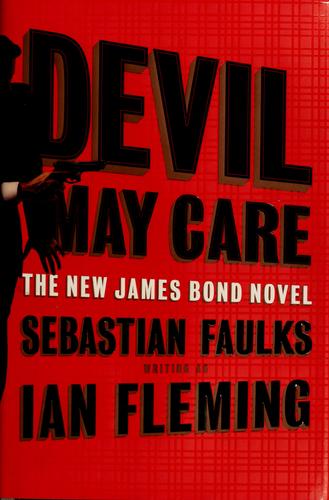 DEVIL
MAY CARE
THE NEW JAMES BOND NOVEL
SEBASTIAN FAULKS
WRITING AS
IAN FLEMING